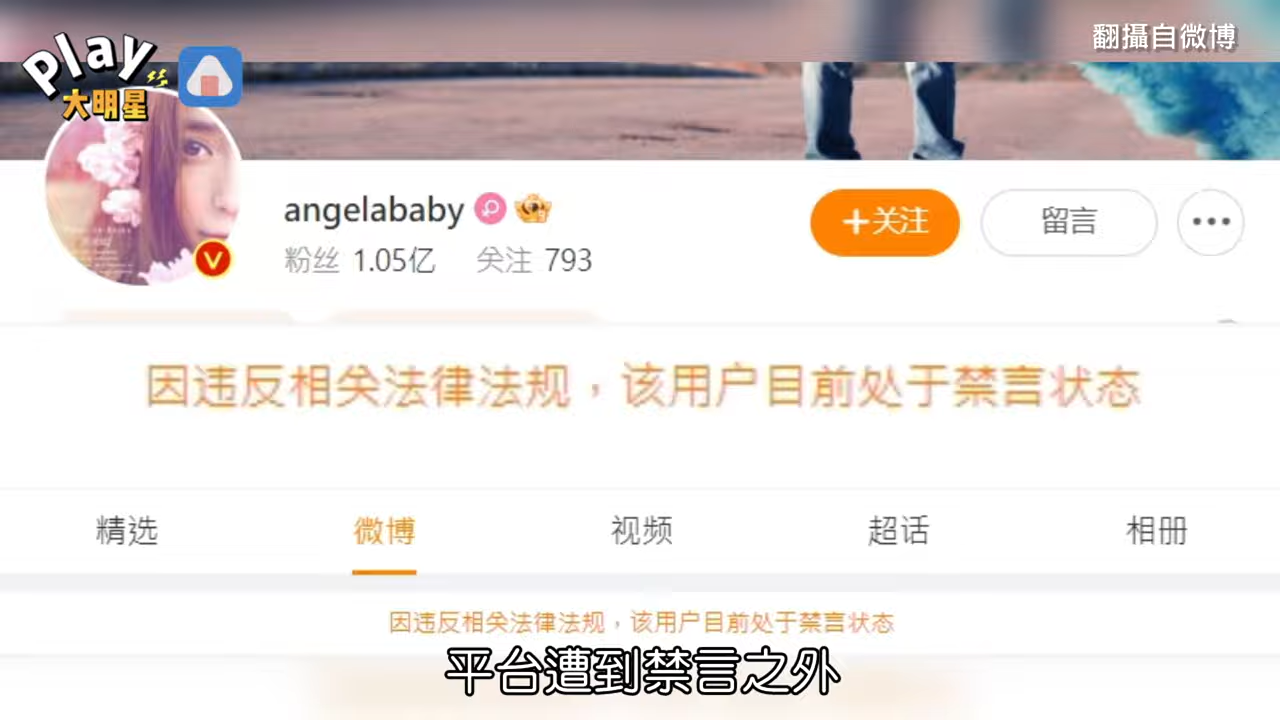 Play
大明星
翻攝自微博
angelababy
粉丝 1.05亿 关注 793
+关注
留言
V
因违反相关法律法规，该用户目前处于禁言状态
精选 微博 视频 超话 相册
因违反相关法律法规，该用户目前处于禁言状态
平台遭到禁言之外